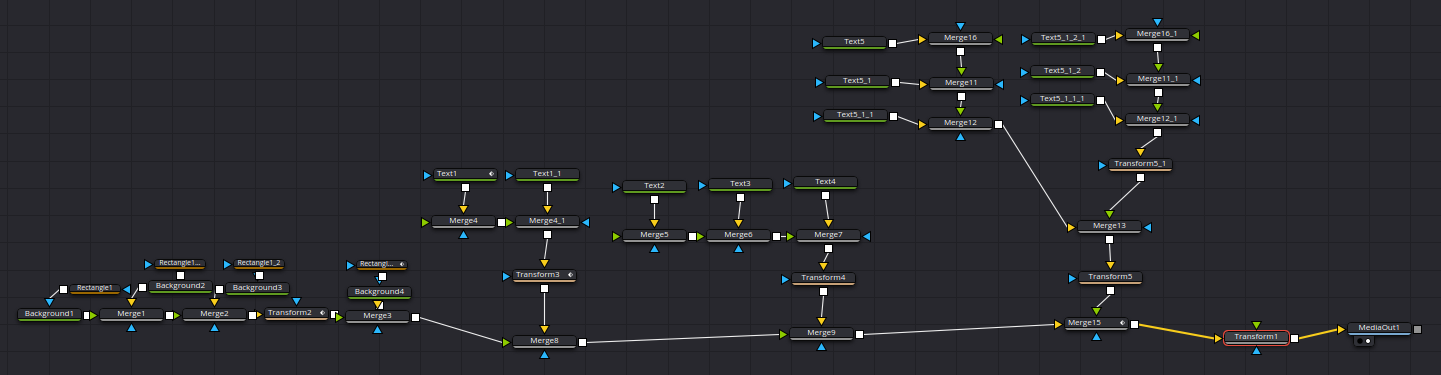 Text5
Merge16
Text5_1_2_1
Merge16_1
Text5_1
Merge11
Text5_1_2
Merge11_1
Text5_1_1
Merge12
Text5_1_1_1
Merge12_1
Transform5_1
Text1
Text1_1
Text2
Text3
Text4
Merge4
Merge4_1
Merge5
Merge6
Merge7
Merge13
Rectangle1...
Rectangle1_2
Rectangl...
Transform3
Transform4
Transform5
Rectangle1
Background2
Background3
Background4
Background1
Merge1
Merge2
Transform2
Merge3
Merge8
Merge9
Merge15
Transform1
MediaOut1